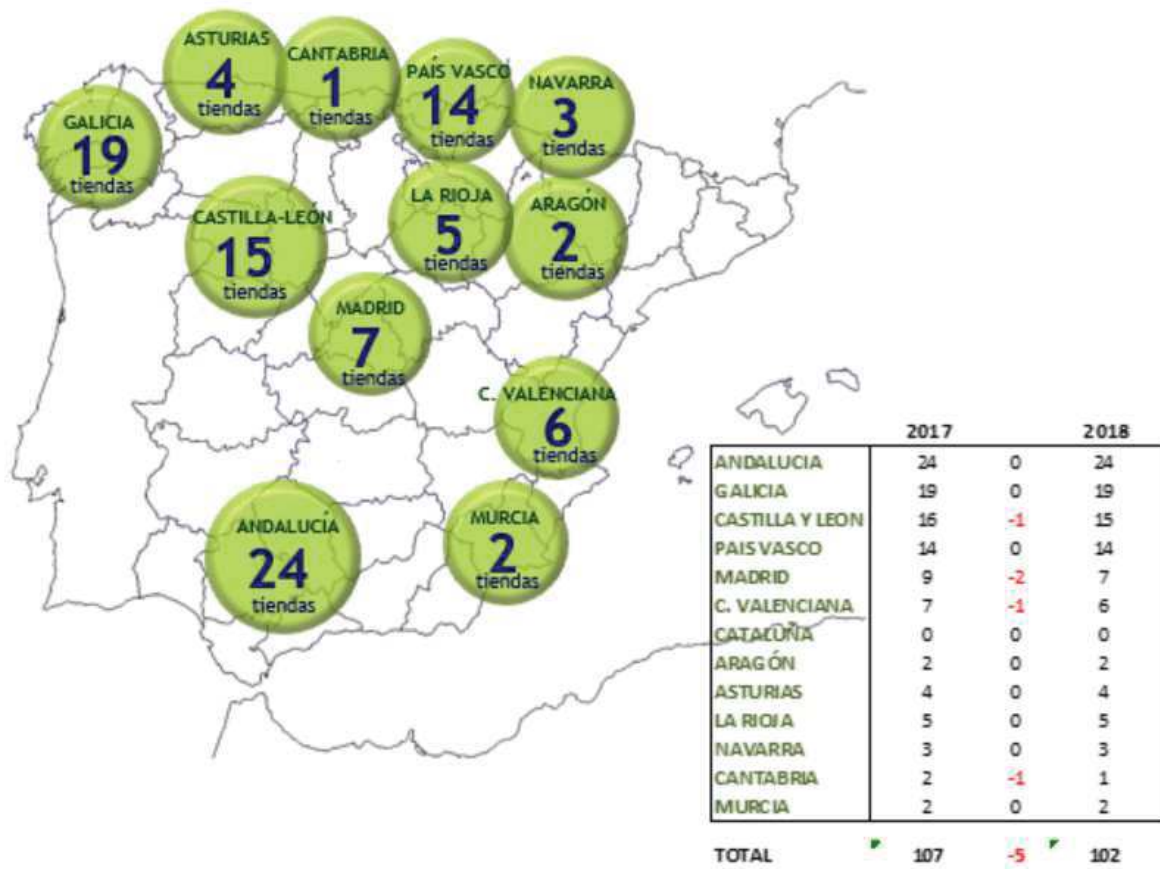 ASTURIAS
4
tiendas
CANTABRIA
1
tiendas
PAÍS VASCO
14
tiendas
NAVARRA
3
tiendas
GALICIA
19
tiendas
CASTILLA-LEÓN
15
tiendas
LA RIOJA
5
tiendas
ARAGÓN
2
tiendas
MADRID
7
tiendas
C. VALENCIANA
6
tiendas
ANDALUCÍA
24
tiendas
MURCIA
2
tiendas
2017 2018
ANDALUCIA 24 0 24
GALICIA 19 0 19
CASTILLA Y LEON 16 -1 15
PAIS VASCO 14 0 14
MADRID 9 -2 7
C. VALENCIANA 7 -1 6
CATALUÑA 0 0 0
ARAGÓN 2 0 2
ASTURIAS 4 0 4
LA RIOJA 5 0 5
NAVARRA 3 0 3
CANTABRIA 2 -1 1
MURCIA 2 0 2
TOTAL 107 -5 102